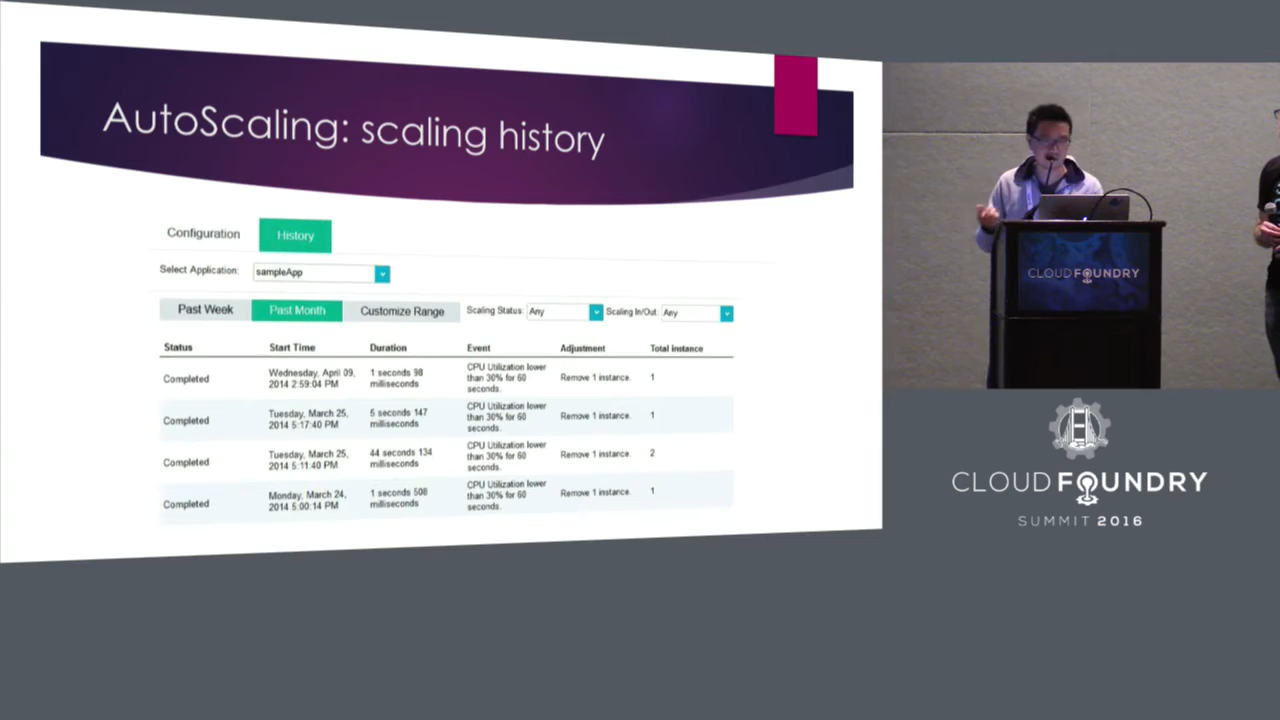 AutoScaling: scaling history
Configuration
History
Select Application:
sampleApp
Past Week
Past Month
Customize Range
Scaling Status:
Any
Scaling In/Out:
Any
Status
Start Time
Duration
Event
Adjustment
Total instance
Completed
Wednesday, April 09,
2014 2:59:04 PM
1 seconds 98
milliseconds
CPU Utilization lower
than 30% for 60
seconds.
Remove 1 instance.
1
Completed
Tuesday, March 25,
2014 5:17:40 PM
5 seconds 147
milliseconds
CPU Utilization lower
than 30% for 60
seconds.
Remove 1 instance.
1
Completed
Tuesday, March 25,
2014 5:11:40 PM
44 seconds 134
milliseconds
CPU Utilization lower
than 30% for 60
seconds.
Remove 1 instance.
2
Completed
Monday, March 24,
2014 5:00:14 PM
1 seconds 508
milliseconds
CPU Utilization lower
than 30% for 60
seconds.
Remove 1 instance.
1
CLOUD FOUNDRY
CLOUD FOUNDRY
SUMMIT 2016